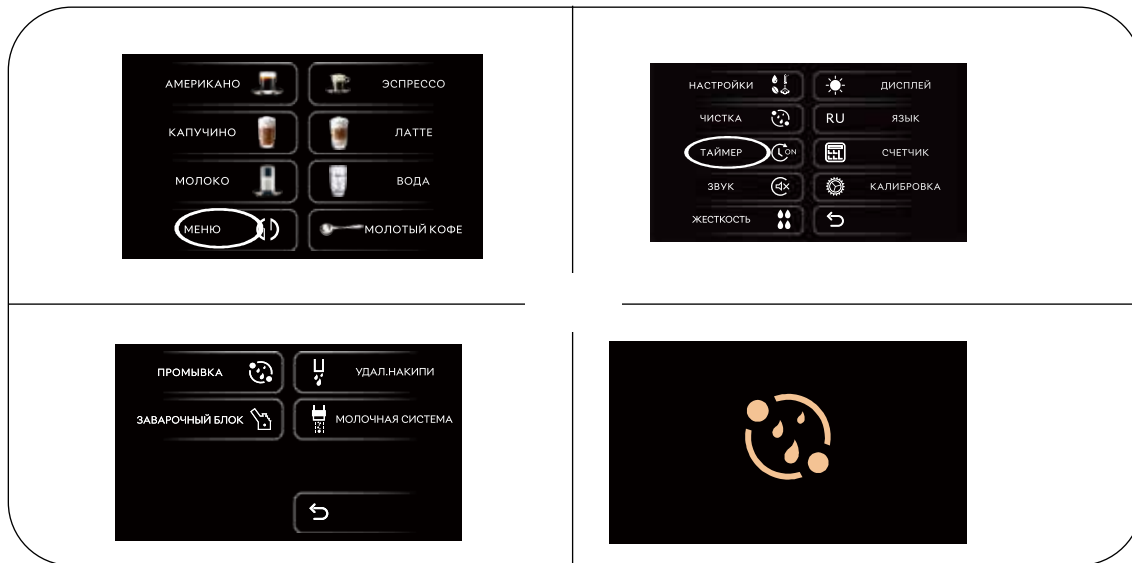 АМЕРИКАНО
ЭСПРЕССО
КАПУЧИНО
ЛАТТЕ
МОЛОКО
ВОДА
МЕНЮ
МОЛОТЫЙ КОФЕ
НАСТРОЙКИ
ДИСПЛЕЙ
ЧИСТКА
RU ЯЗЫК
ТАЙМЕР
ON
СЧЕТЧИК
ЗВУК
КАЛИБРОВКА
ЖЕСТКОСТЬ
ПРОМЫВКА
УДАЛ.НАКИПИ
ЗАВАРОЧНЫЙ БЛОК
МОЛОЧНАЯ СИСТЕМА